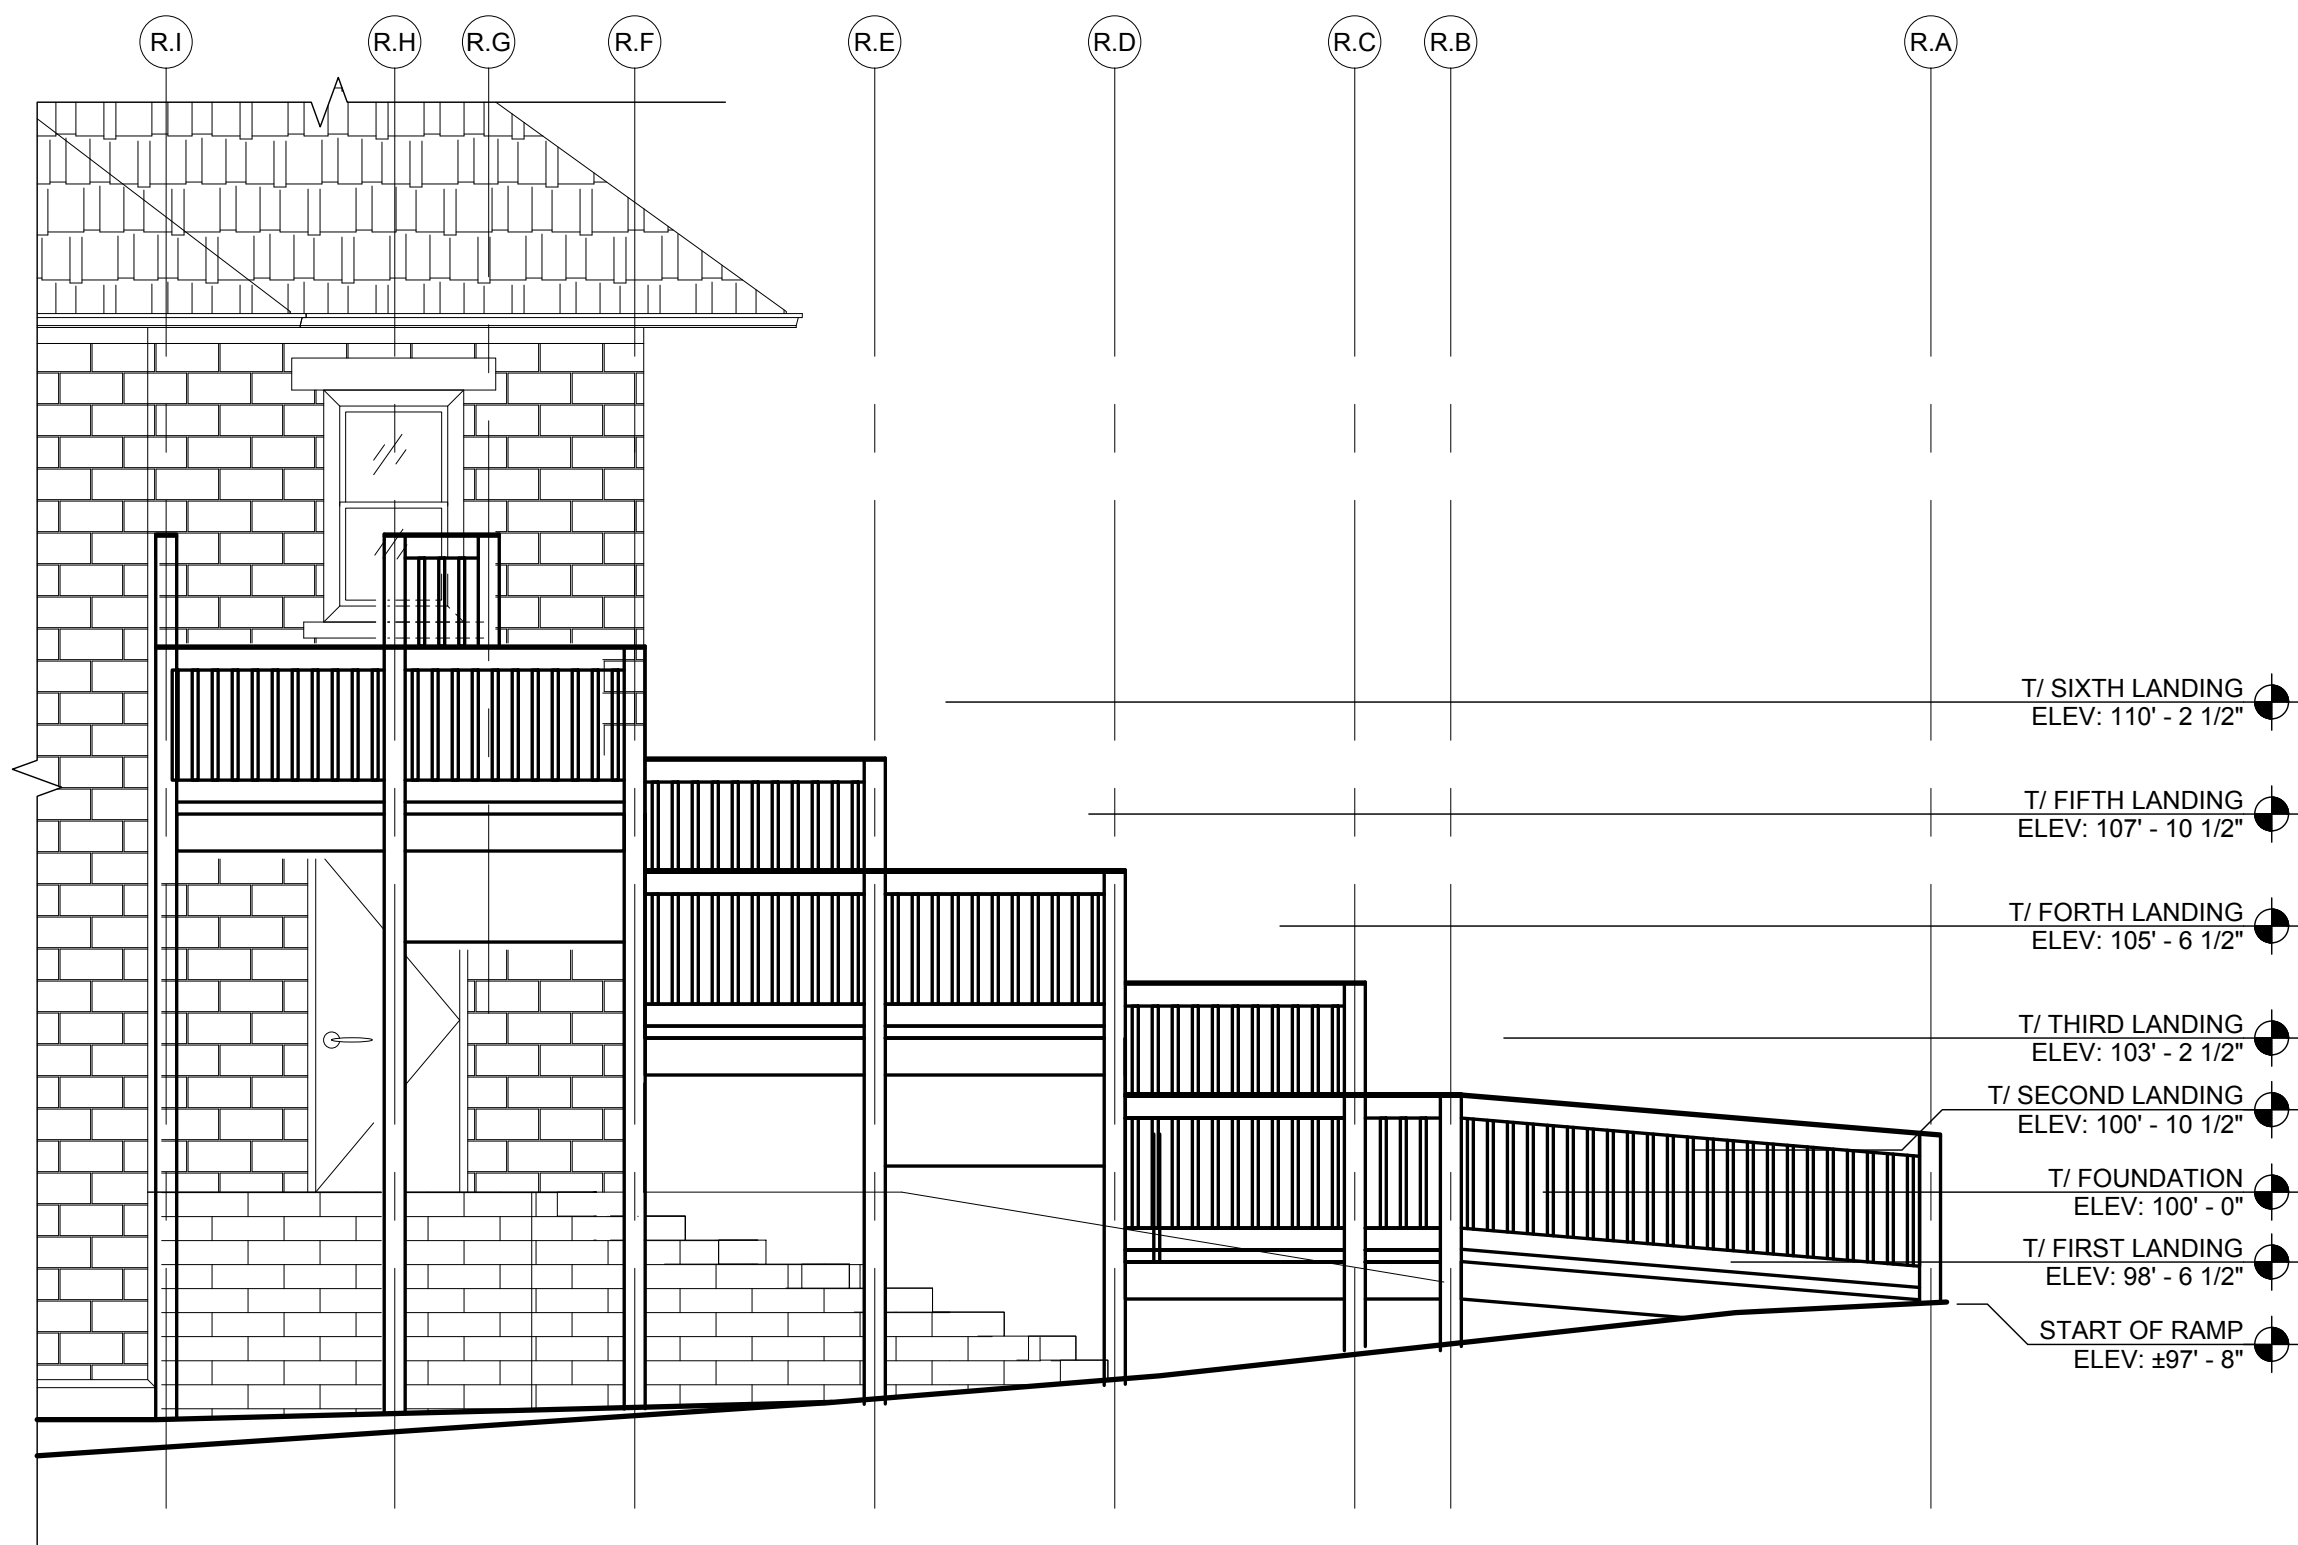 R.I R.H R.G R.F R.E R.D R.C R.B R.A
T/ SIXTH LANDING
ELEV: 110' - 2 1/2"
T/ FIFTH LANDING
ELEV: 107' - 10 1/2"
T/ FORTH LANDING
ELEV: 105' - 6 1/2"
T/ THIRD LANDING
ELEV: 103' - 2 1/2"
T/ SECOND LANDING
ELEV: 100' - 10 1/2"
T/ FOUNDATION
ELEV: 100' - 0"
T/ FIRST LANDING
ELEV: 98' - 6 1/2"
START OF RAMP
ELEV: ±97' - 8"